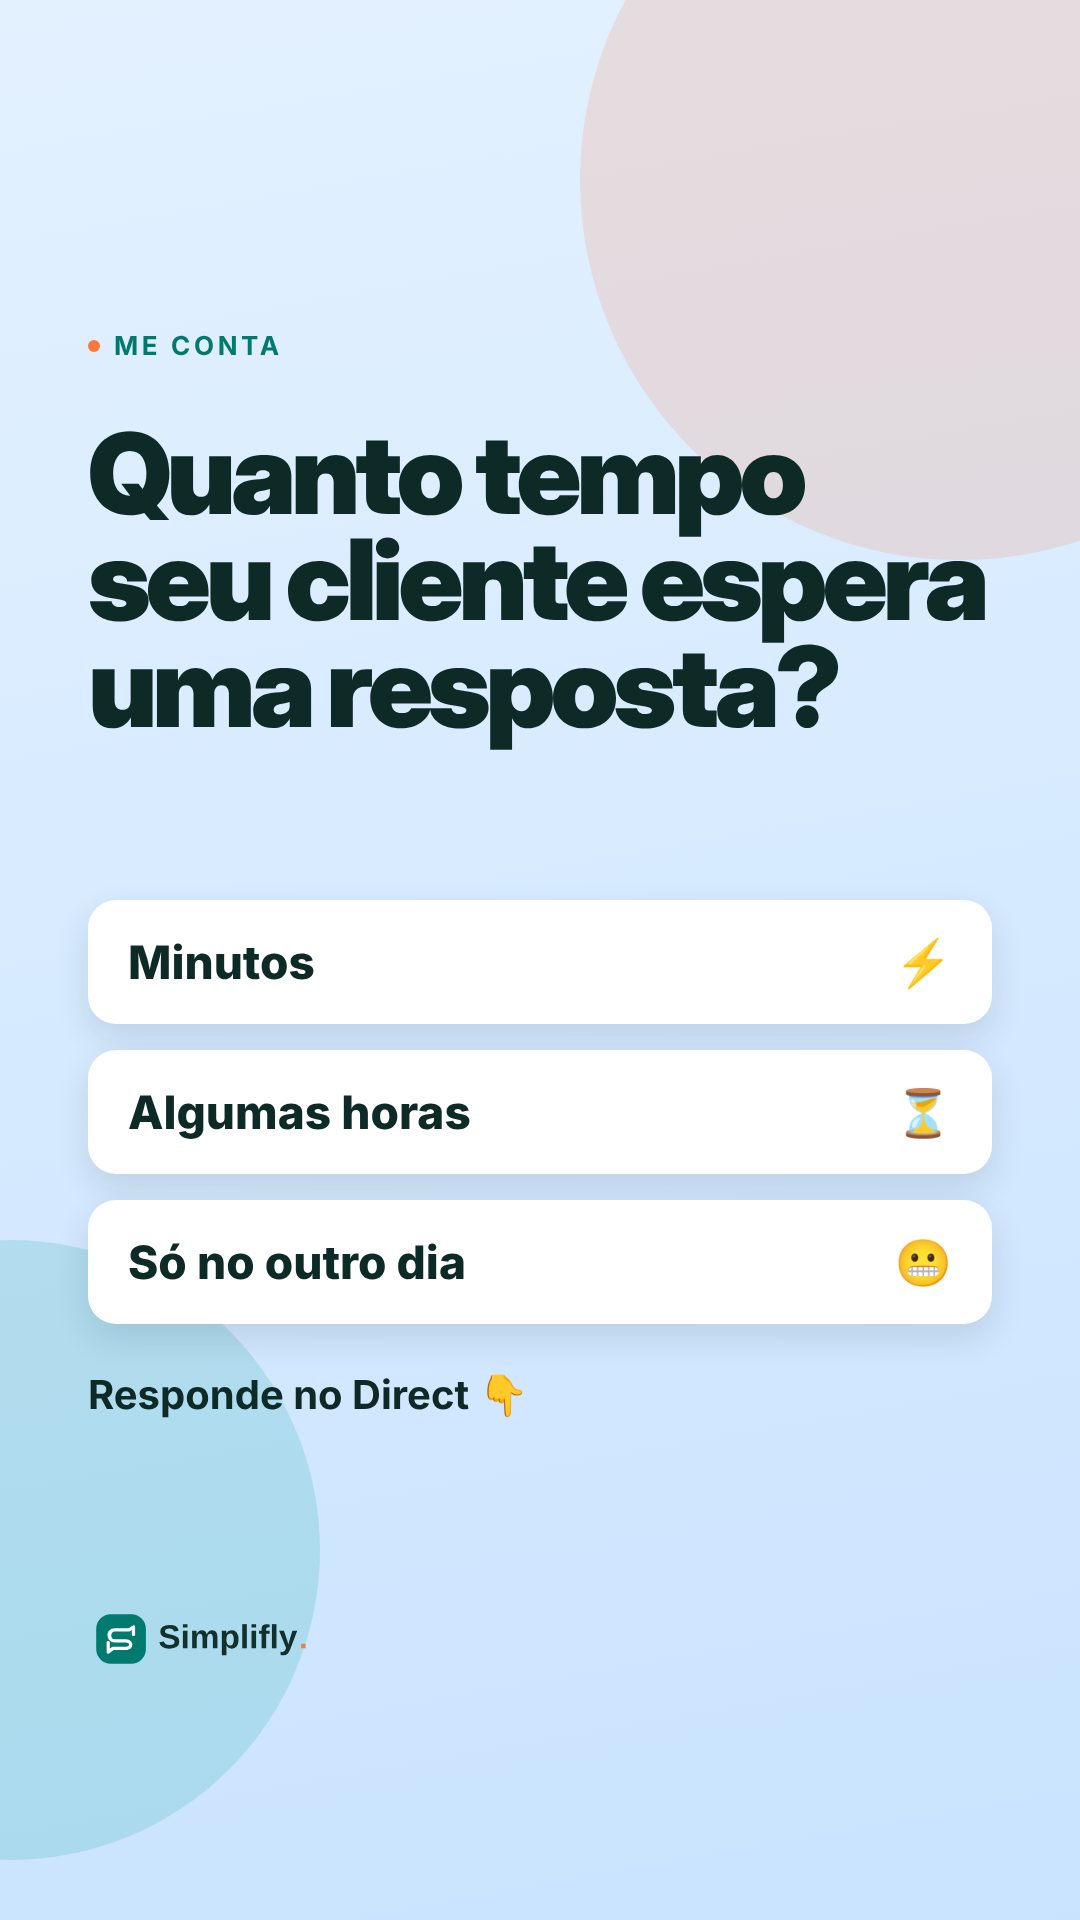 ME CONTA
Quanto tempo
seu cliente espera
uma resposta?
Minutos ⚡
Algumas horas ⏳
Só no outro dia 😬
Responde no Direct 👇
Simplifly.